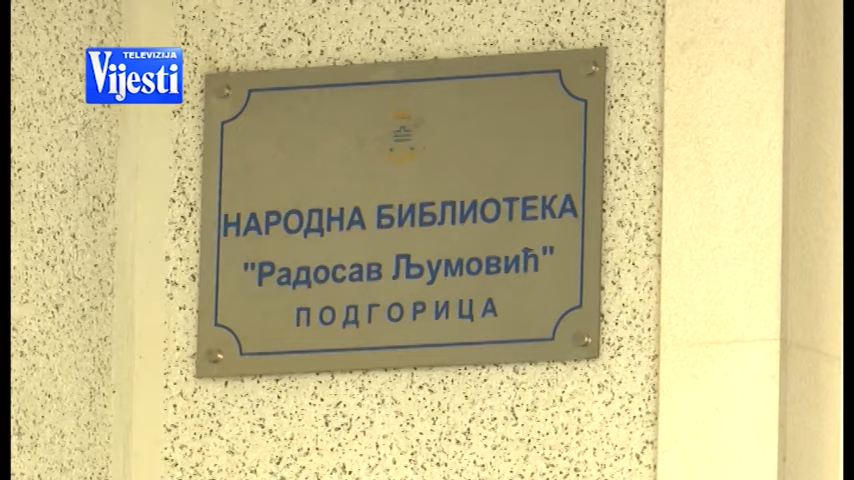 TELEVIZIJA
Vijesti
НАРОДНА БИБЛИОТЕКА
"Радосав Љумовић"
ПОДГОРИЦА